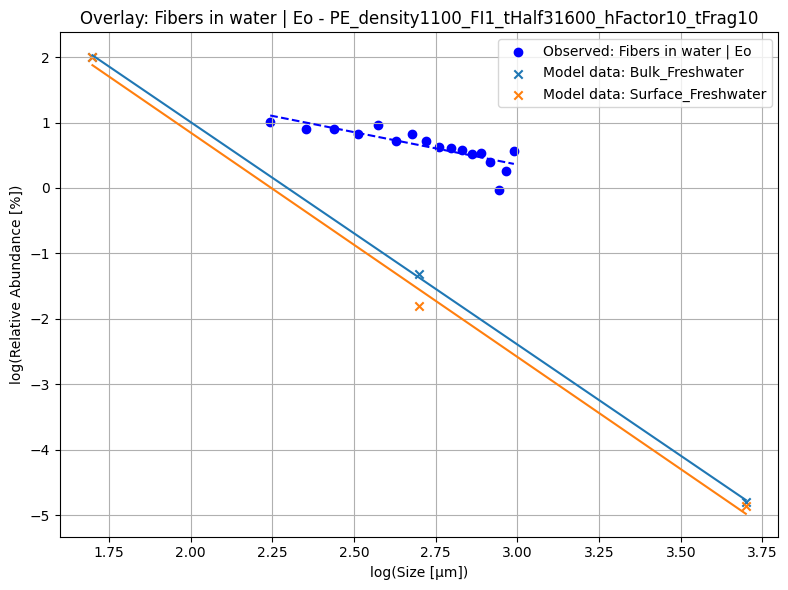 Overlay: Fibers in water | Eo - PE_density1100_FI1_tHalf31600_hFactor10_tFrag10
Observed: Fibers in water | Eo
Model data: Bulk_Freshwater
Model data: Surface_Freshwater
log(Relative Abundance [%])
2
1
0
−1
−2
−3
−4
−5
1.75 2.00 2.25 2.50 2.75 3.00 3.25 3.50 3.75
log(Size [µm])